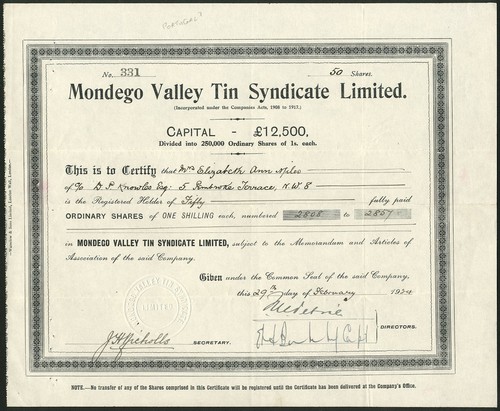 No. 331 50 Shares.
Mondego Valley Tin Syndicate Limited.
(Incorporated under the Companies Acts, 1908 to 1917.)
CAPITAL - £12,500,
Divided into 250,000 Ordinary Shares of 1s. each.
This is to Certify that Mrs Elizabeth Ann Miles
of c/o D. P. Knowles Esq: 5 Pembroke Terrace, N.W 8
is the Registered Holder of Fifty fully paid
ORDINARY SHARES of ONE SHILLING each, numbered 2808 to 2857
in MONDEGO VALLEY TIN SYNDICATE LIMITED, subject to the Memorandum and Articles of
Association of the said Company.
Given under the Common Seal of the said Company,
this 29th day of February 1924
DIRECTORS.
J H Nicholls SECRETARY.
LIMITED
NOTE.—No transfer of any of the Shares comprised in this Certificate will be registered until the Certificate has been delivered at the Company's Office.